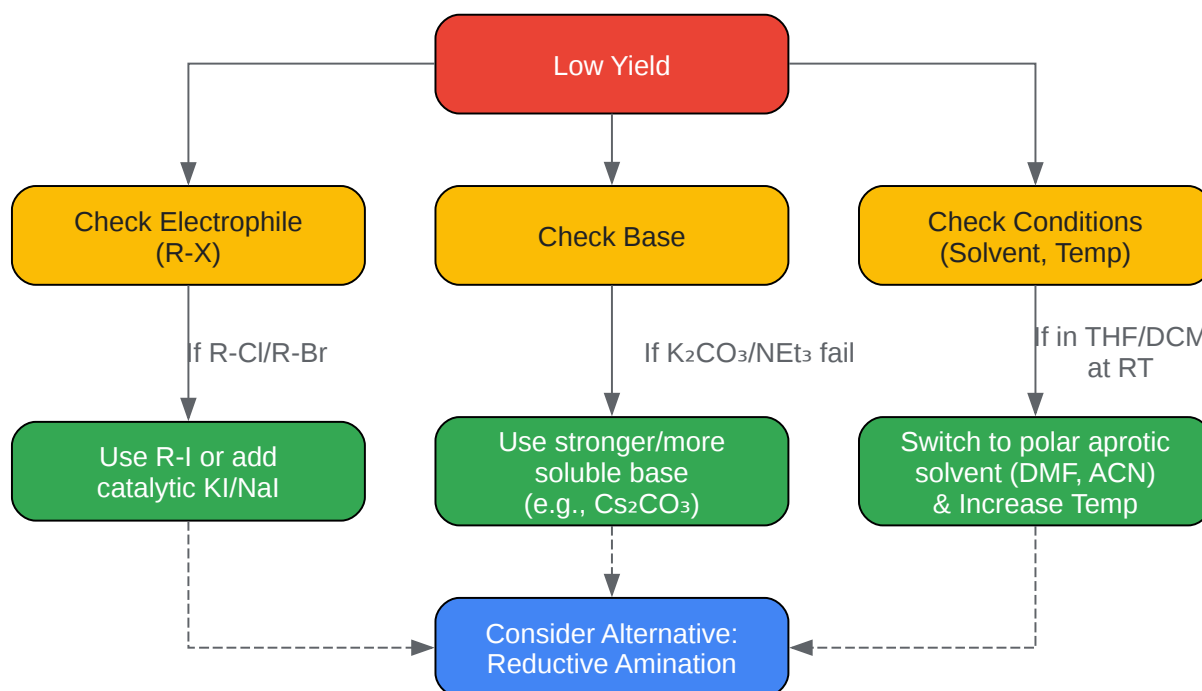 Low Yield
Check Electrophile
(R-X)
Check Base
Check Conditions
(Solvent, Temp)
If R-Cl/R-Br
If K₂CO₃/NEt₃ fail
If in THF/DCM
at RT
Use R-I or add
catalytic KI/NaI
Use stronger/more
soluble base
(e.g., Cs₂CO₃)
Switch to polar aprotic
solvent (DMF, ACN)
& Increase Temp
Consider Alternative:
Reductive Amination